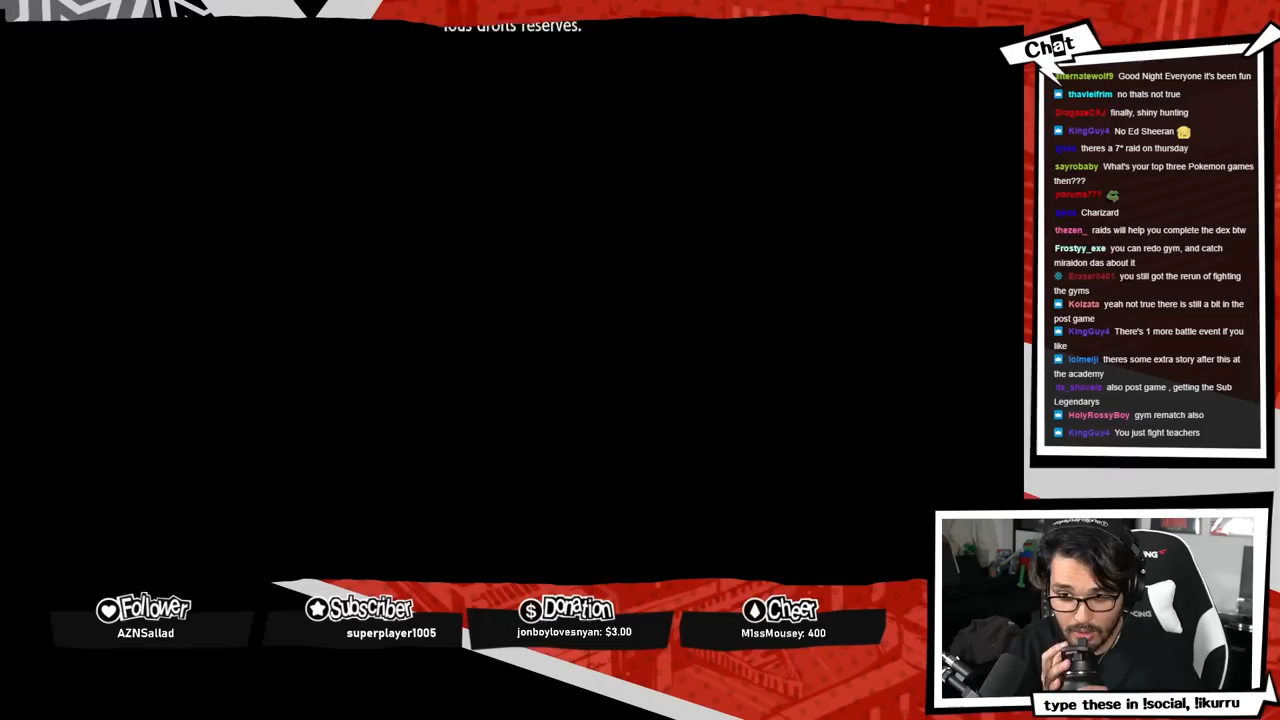 Tous droits réservés.
Chat
alternatewolf9 Good Night Everyone it's been fun
thavleifrim no thats not true
DragazeCXJ finally, shiny hunting
KingGuy4 No Ed Sheeran
theres a 7* raid on thursday
sayrobaby What's your top three Pokemon games
then???
Charizard
thezen_ raids will help you complete the dex btw
Frostyy_exe you can redo gym, and catch
miraidon das about it
Erzser0401 you still got the rerun of fighting
the gyms
Koizata yeah not true there is still a bit in the
post game
KingGuy4 There's 1 more battle event if you
like
lolmeiji theres some extra story after this at
the academy
its_shovelz also post game , getting the Sub
Legendarys
HolyRossyBoy gym rematch also
KingGuy4 You just fight teachers
Follower
AZNSallad
Subscriber
superplayer1005
$ Donation
jonboylovesnyan: $3.00
Cheer
M1ssMousey: 400
type these in !social, !ikurru